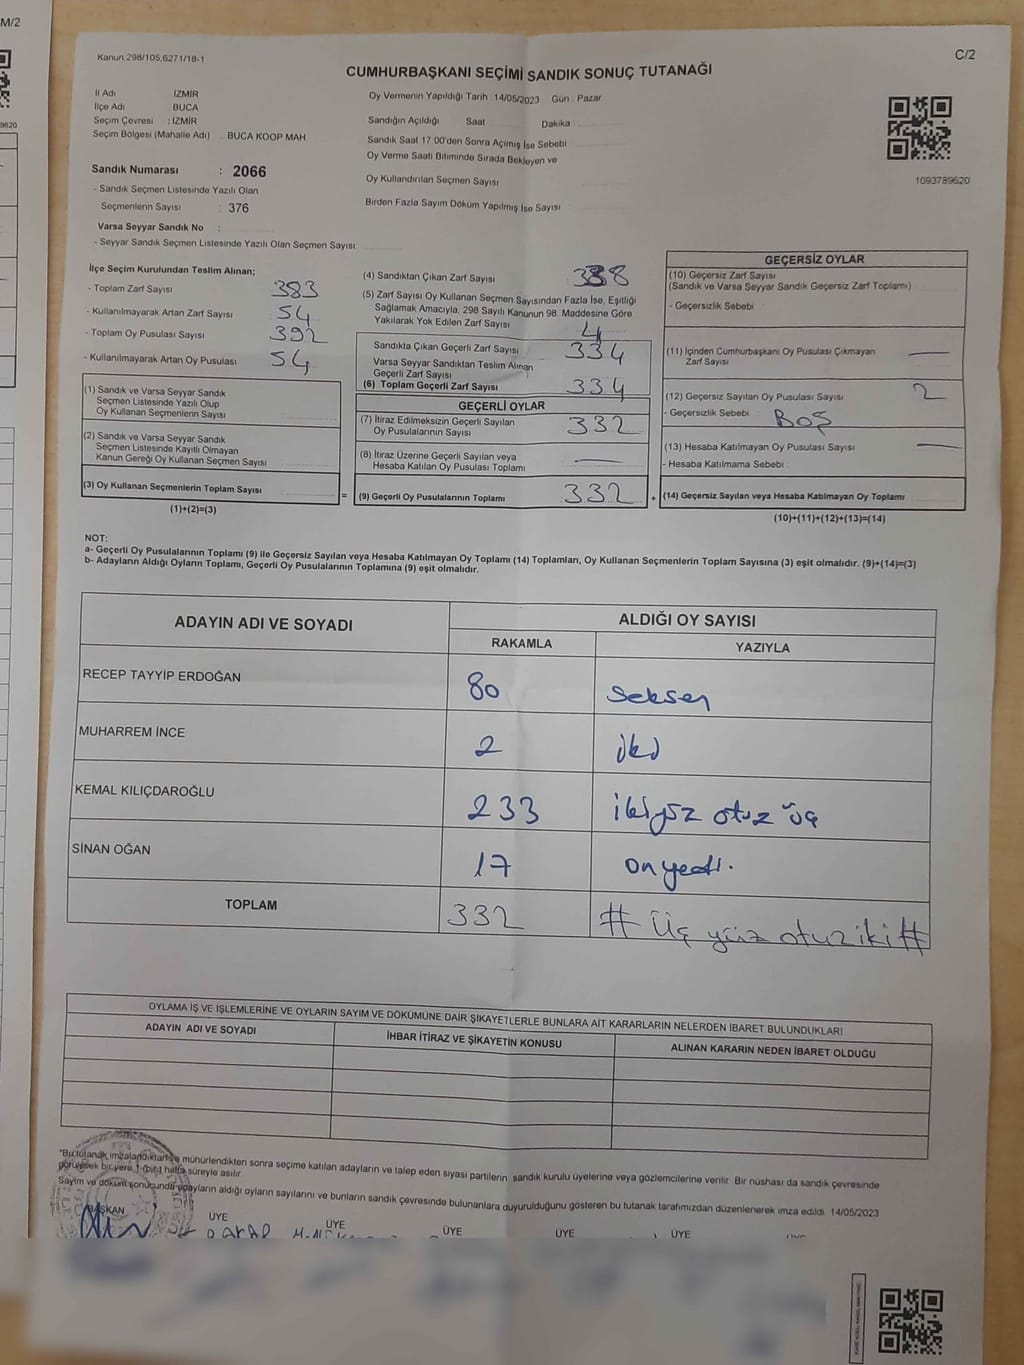 M/2
9620
Kanun 298/105,6271/18-1
C/2
CUMHURBAŞKANI SEÇİMİ SANDIK SONUÇ TUTANAĞI
İl Adı İZMİR
İlçe Adı BUCA
Seçim Çevresi : İZMİR
Seçim Bölgesi (Mahalle Adı) BUCA KOOP MAH
Sandık Numarası : 2066
- Sandık Seçmen Listesinde Yazılı Olan
Seçmenlerin Sayısı : 376
Varsa Seyyar Sandık No :
- Seyyar Sandık Seçmen Listesinde Yazılı Olan Seçmen Sayısı
Oy Vermenin Yapıldığı Tarih : 14/05/2023 Gün : Pazar
Sandığın Açıldığı Saat Dakika
Sandık Saat 17:00'den Sonra Açılmış İse Sebebi
Oy Verme Saati Bitiminde Sırada Bekleyen ve
Oy Kullandırılan Seçmen Sayısı
Birden Fazla Sayım Döküm Yapılmış İse Sayısı
1093789620
İlçe Seçim Kurulundan Teslim Alınan;
- Toplam Zarf Sayısı 383
- Kullanılmayarak Artan Zarf Sayısı 54
- Toplam Oy Pusulası Sayısı 392
- Kullanılmayarak Artan Oy Pusulası 54
(1) Sandık ve Varsa Seyyar Sandık
Seçmen Listesinde Yazılı Olup
Oy Kullanan Seçmenlerin Sayısı
(2) Sandık ve Varsa Seyyar Sandık
Seçmen Listesinde Kayıtlı Olmayan
Kanun Gereği Oy Kullanan Seçmen Sayısı
(3) Oy Kullanan Seçmenlerin Toplam Sayısı
(1)+(2)=(3)
(4) Sandıktan Çıkan Zarf Sayısı 338
(5) Zarf Sayısı Oy Kullanan Seçmen Sayısından Fazla İse, Eşitliği
Sağlamak Amacıyla, 298 Sayılı Kanunun 98. Maddesine Göre
Yakılarak Yok Edilen Zarf Sayısı 4
Sandıkta Çıkan Geçerli Zarf Sayısı 334
Varsa Seyyar Sandıktan Teslim Alınan
Geçerli Zarf Sayısı
(6) Toplam Geçerli Zarf Sayısı 334
GEÇERLİ OYLAR
(7) İtiraz Edilmeksizin Geçerli Sayılan
Oy Pusulalarının Sayısı 332
(8) İtiraz Üzerine Geçerli Sayılan veya
Hesaba Katılan Oy Pusulası Toplamı —
= (9) Geçerli Oy Pusulalarının Toplamı 332 +
GEÇERSİZ OYLAR
(10) Geçersiz Zarf Sayısı
(Sandık ve Varsa Seyyar Sandık Geçersiz Zarf Toplamı)
- Geçersizlik Sebebi
(11) İçinden Cumhurbaşkanı Oy Pusulası Çıkmayan
Zarf Sayısı —
(12) Geçersiz Sayılan Oy Pusulası Sayısı 2
- Geçersizlik Sebebi : BOŞ
(13) Hesaba Katılmayan Oy Pusulası Sayısı —
- Hesaba Katılmama Sebebi
(14) Geçersiz Sayılan veya Hesaba Katılmayan Oy Toplamı
(10)+(11)+(12)+(13)=(14)
NOT:
a- Geçerli Oy Pusulalarının Toplamı (9) ile Geçersiz Sayılan veya Hesaba Katılmayan Oy Toplamı (14) Toplamları, Oy Kullanan Seçmenlerin Toplam Sayısına (3) eşit olmalıdır. (9)+(14)=(3)
b- Adayların Aldığı Oyların Toplamı, Geçerli Oy Pusulalarının Toplamına (9) eşit olmalıdır.
ADAYIN ADI VE SOYADI ALDIĞI OY SAYISI
RAKAMLA YAZIYLA
RECEP TAYYİP ERDOĞAN 80 Seksen
MUHARREM İNCE 2 iki
KEMAL KILIÇDAROĞLU 233 ikiyüz otuz üç
SİNAN OĞAN 17 on yedi.
TOPLAM 332 # Üç yüz otuz iki #
OYLAMA İŞ VE İŞLEMLERİNE VE OYLARIN SAYIM VE DÖKÜMÜNE DAİR ŞİKAYETLERLE BUNLARA AİT KARARLARIN NELERDEN İBARET BULUNDUKLARI
ADAYIN ADI VE SOYADI İHBAR İTİRAZ VE ŞİKAYETİN KONUSU ALINAN KARARIN NEDEN İBARET OLDUĞU
"Bu tutanak imzalandıktan ve mühürlendikten sonra seçime katılan adayların ve talep eden siyasi partilerin sandık kurulu üyelerine veya gözlemcilerine verilir. Bir nüshası da sandık çevresinde
görülecek bir yere 1 (bir) hafta süreyle asılır.
Sayım ve döküm sonucunda adayların aldığı oyların sayılarını ve bunların sandık çevresinde bulunanlara duyurulduğunu gösteren bu tutanak tarafımızdan düzenlenerek imza edildi. 14/05/2023
BAŞKAN ÜYE ÜYE ÜYE ÜYE ÜYE